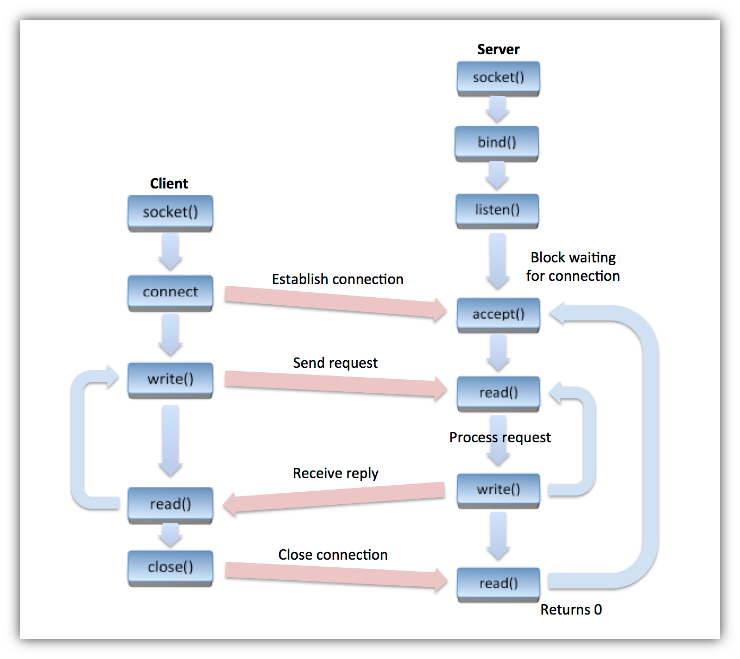 Server
socket()
bind()
Client
socket()
listen()
Block waiting
for connection
Establish connection
connect
accept()
Send request
write()
read()
Process request
Receive reply
write()
read()
Close connection
close()
read()
Returns 0